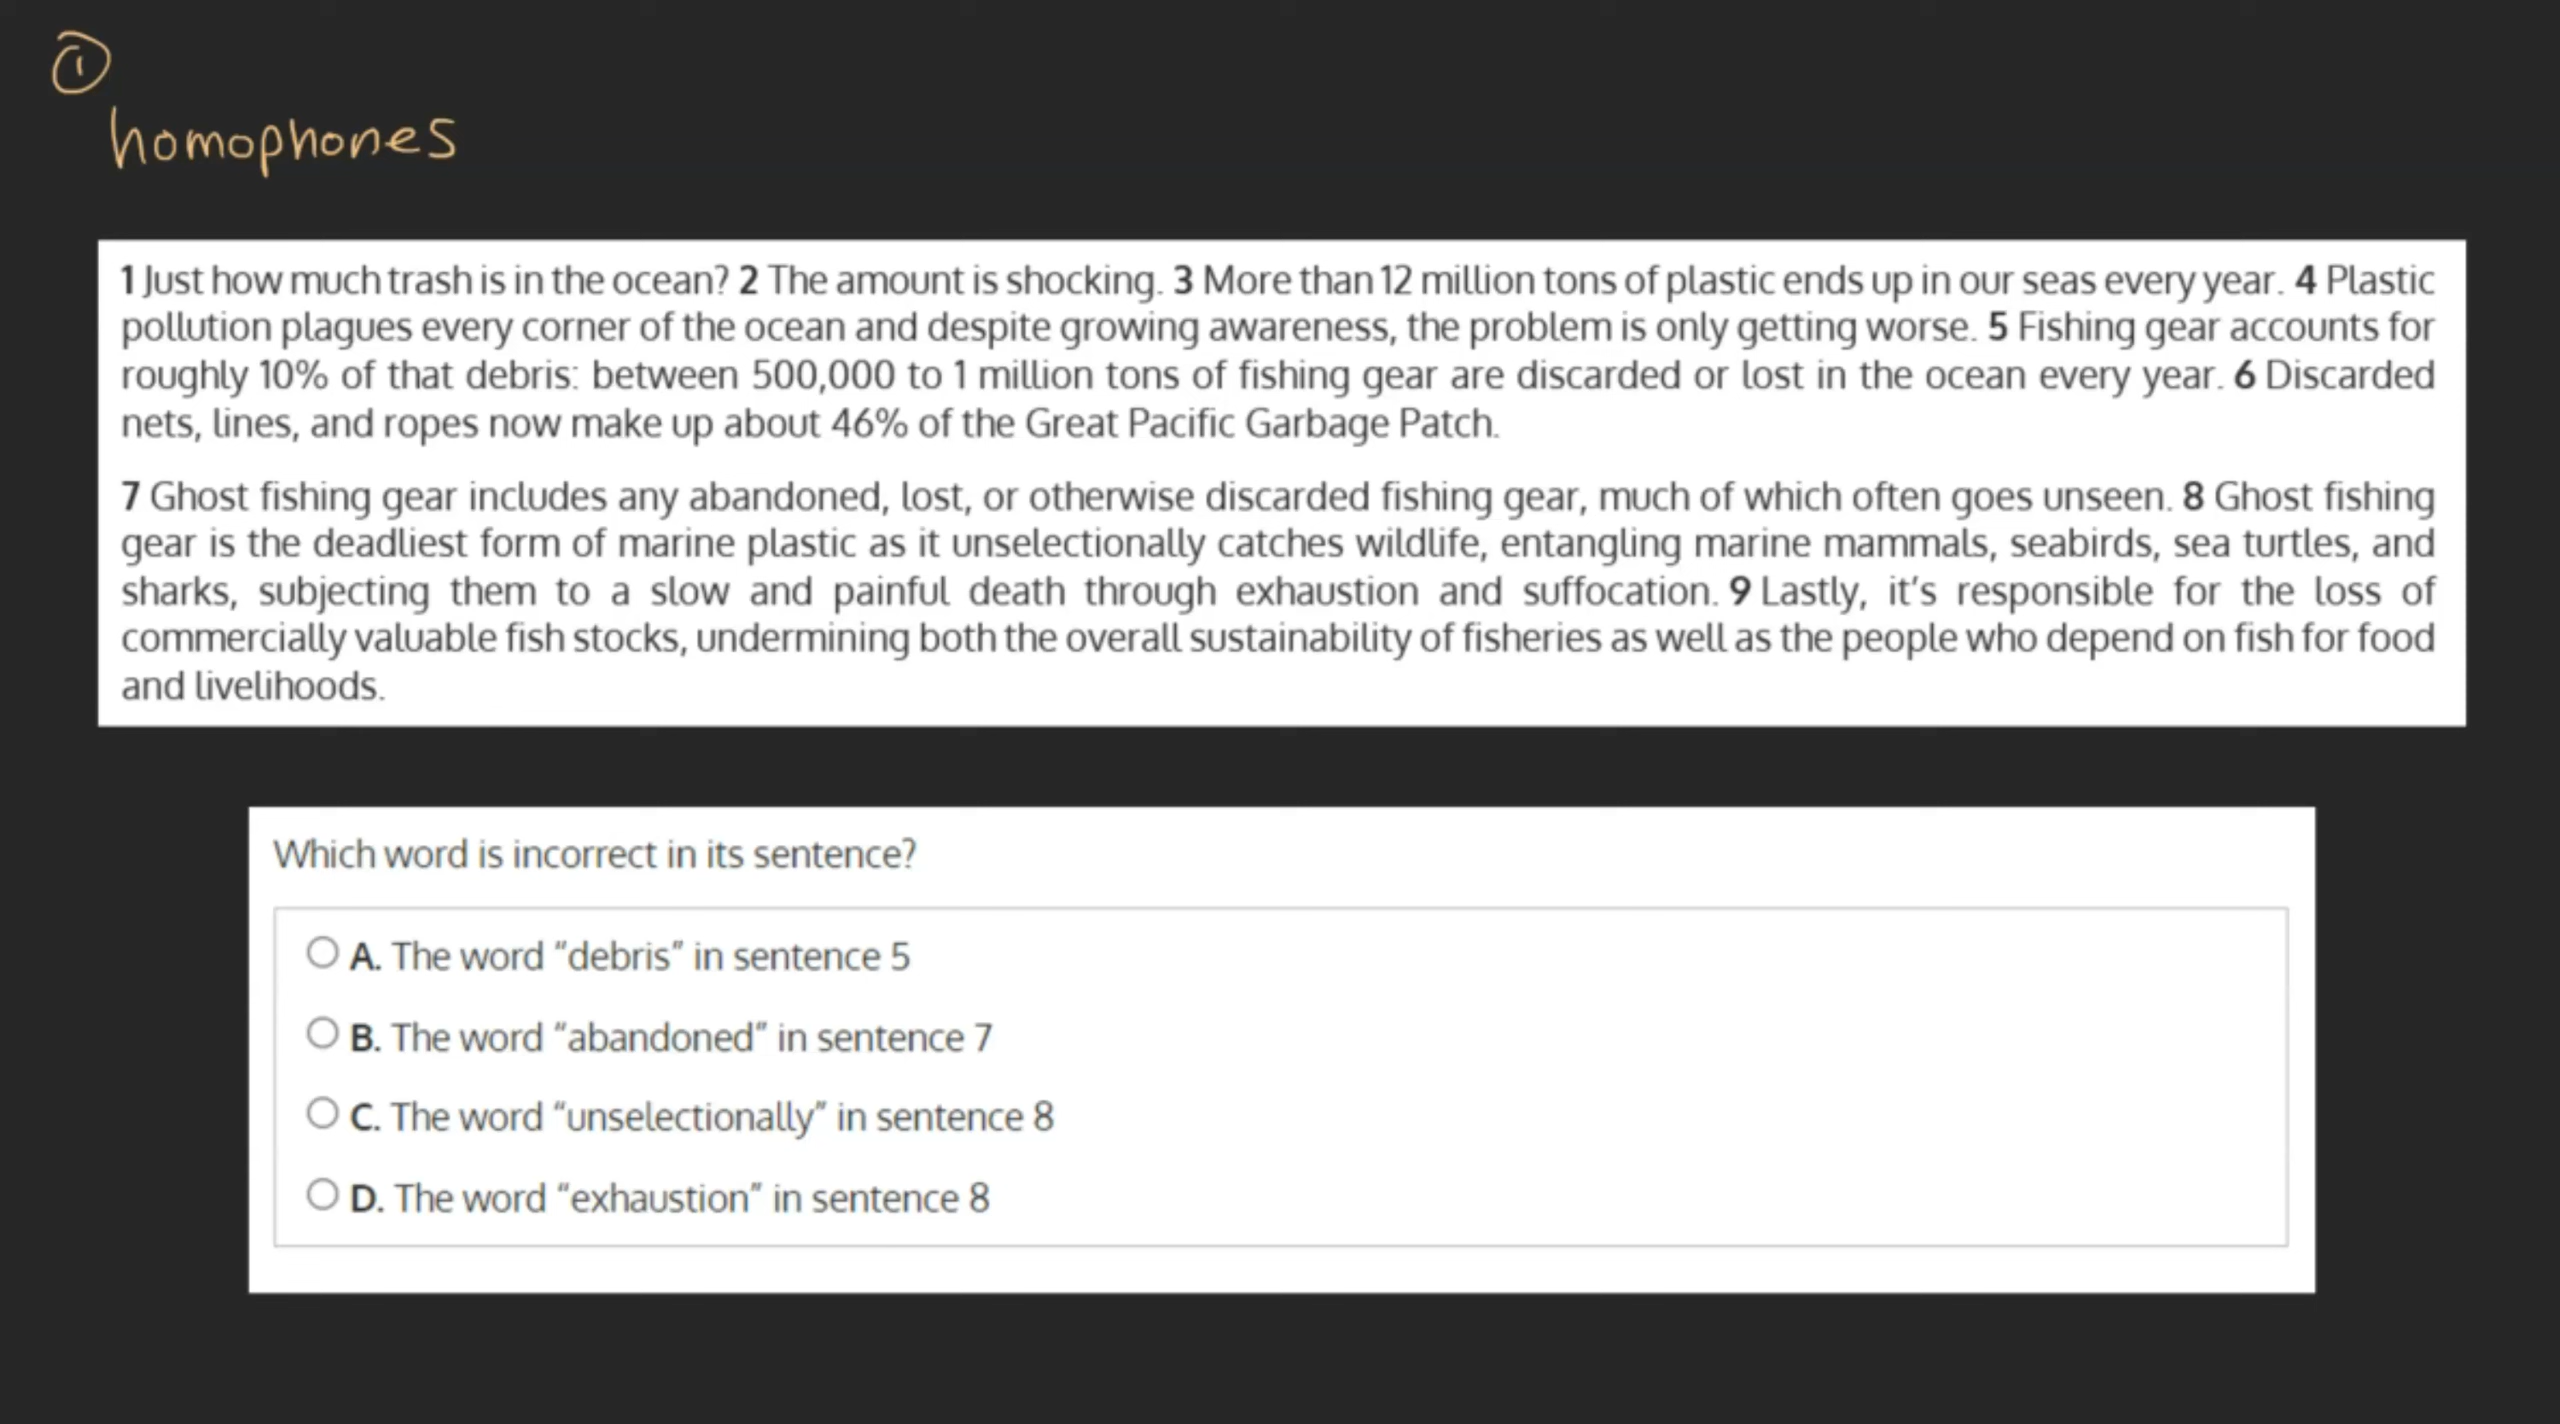 1
homophones
1 Just how much trash is in the ocean? 2 The amount is shocking. 3 More than 12 million tons of plastic ends up in our seas every year. 4 Plastic
pollution plagues every corner of the ocean and despite growing awareness, the problem is only getting worse. 5 Fishing gear accounts for
roughly 10% of that debris: between 500,000 to 1 million tons of fishing gear are discarded or lost in the ocean every year. 6 Discarded
nets, lines, and ropes now make up about 46% of the Great Pacific Garbage Patch.
7 Ghost fishing gear includes any abandoned, lost, or otherwise discarded fishing gear, much of which often goes unseen. 8 Ghost fishing
gear is the deadliest form of marine plastic as it unselectionally catches wildlife, entangling marine mammals, seabirds, sea turtles, and
sharks, subjecting them to a slow and painful death through exhaustion and suffocation. 9 Lastly, it’s responsible for the loss of
commercially valuable fish stocks, undermining both the overall sustainability of fisheries as well as the people who depend on fish for food
and livelihoods.
Which word is incorrect in its sentence?
A. The word “debris” in sentence 5
B. The word “abandoned” in sentence 7
C. The word “unselectionally” in sentence 8
D. The word “exhaustion” in sentence 8